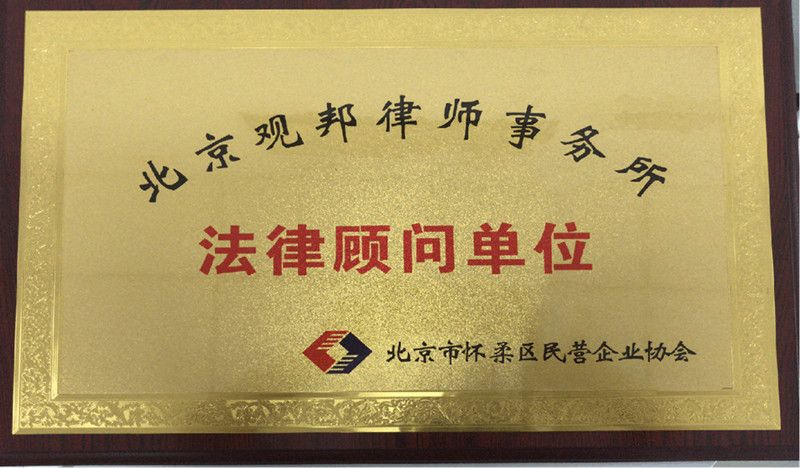 北京观邦律师事务所
法律顾问单位
北京市怀柔区民营企业协会